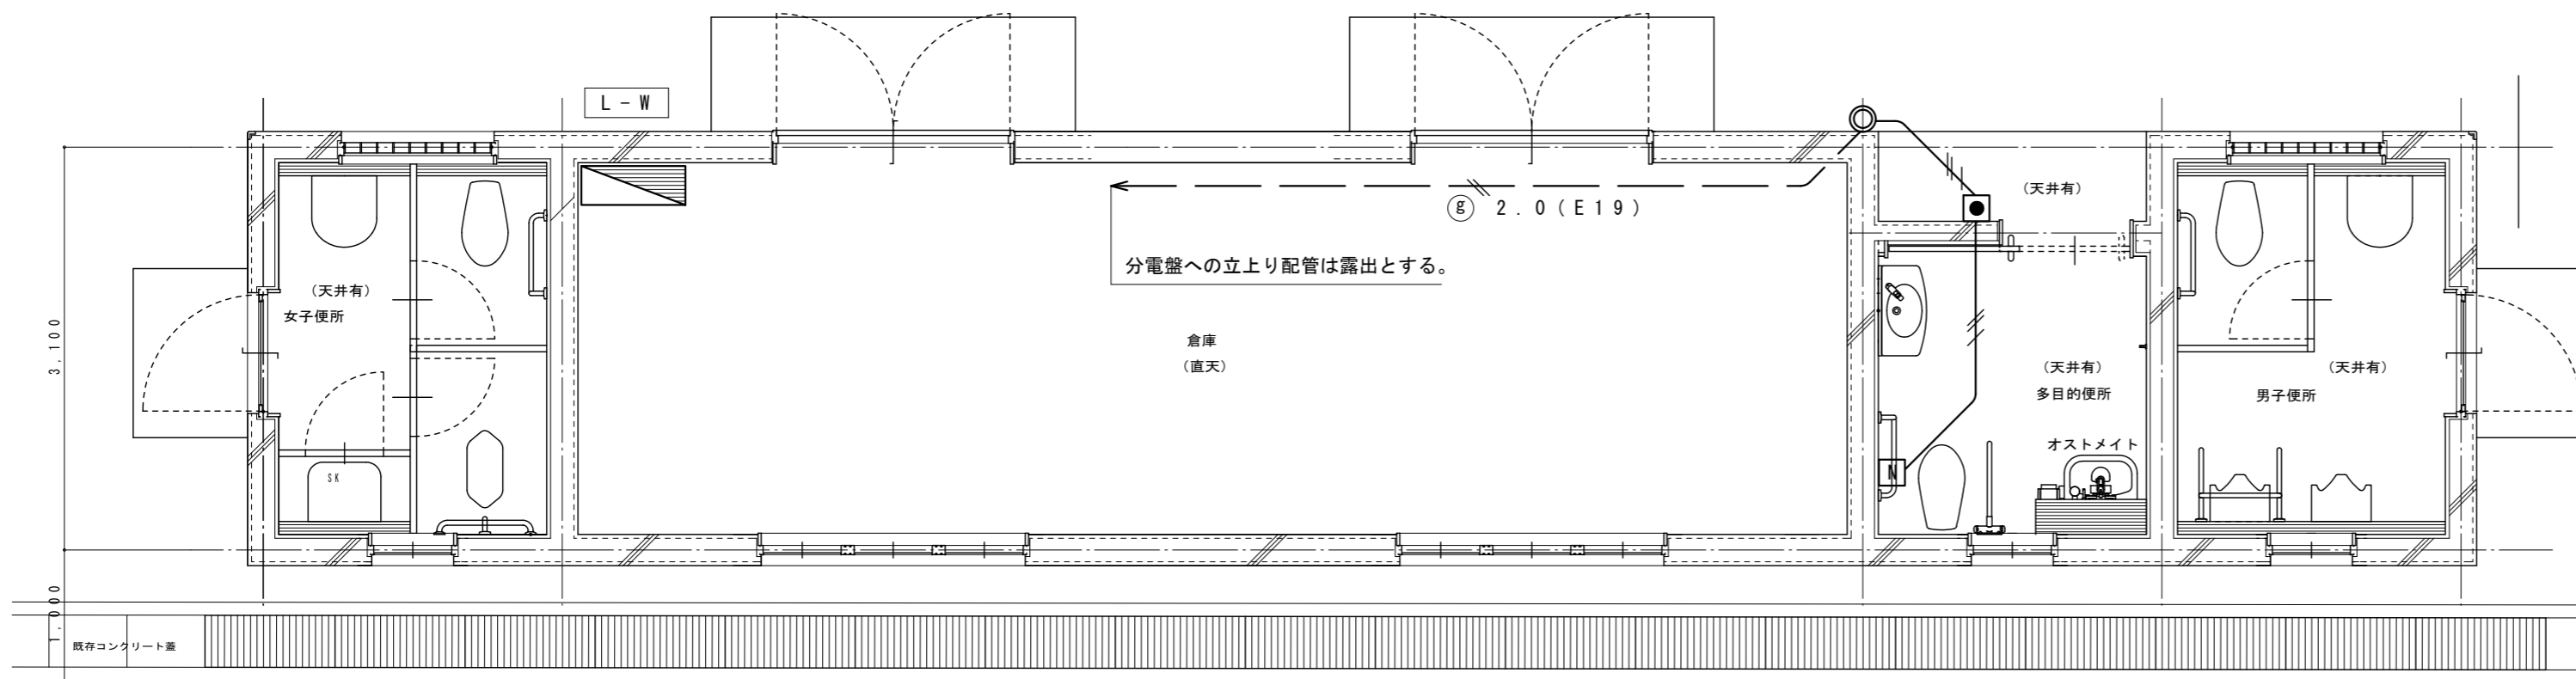 L-W
(天井有)
ⓖ 2.0(E19)
分電盤への立上り配管は露出とする。
(天井有)
女子便所
3,100
倉庫
(直天)
(天井有)
多目的便所
(天井有)
男子便所
オストメイト
SK
N
1,000
既存コンクリート蓋